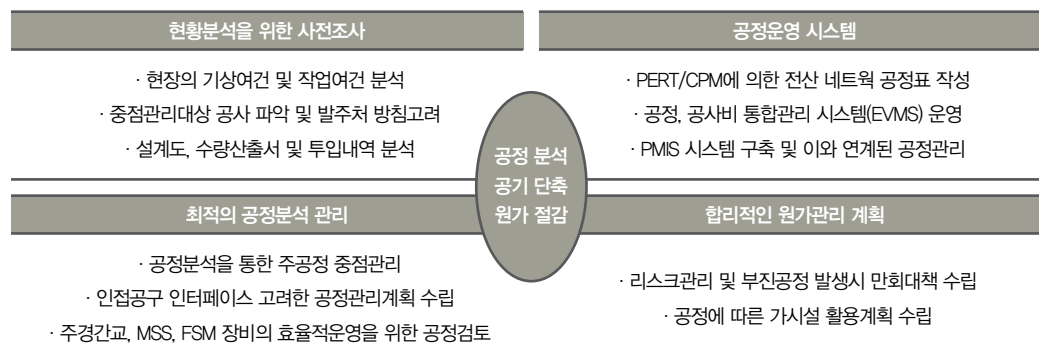 현황분석을 위한 사전조사
· 현장의 기상여건 및 작업여건 분석
· 중점관리대상 공사 파악 및 발주처 방침고려
· 설계도, 수량산출서 및 투입내역 분석
공정운영 시스템
· PERT/CPM에 의한 전산 네트웍 공정표 작성
· 공정, 공사비 통합관리 시스템(EVMS) 운영
· PMIS 시스템 구축 및 이와 연계된 공정관리
공정 분석
공기 단축
원가 절감
최적의 공정분석 관리
· 공정분석을 통한 주공정 중점관리
· 인접공구 인터페이스 고려한 공정관리계획 수립
· 주경간교, MSS, FSM 장비의 효율적운영을 위한 공정검토
합리적인 원가관리 계획
· 리스크관리 및 부진공정 발생시 만회대책 수립
· 공정에 따른 가시설 활용계획 수립